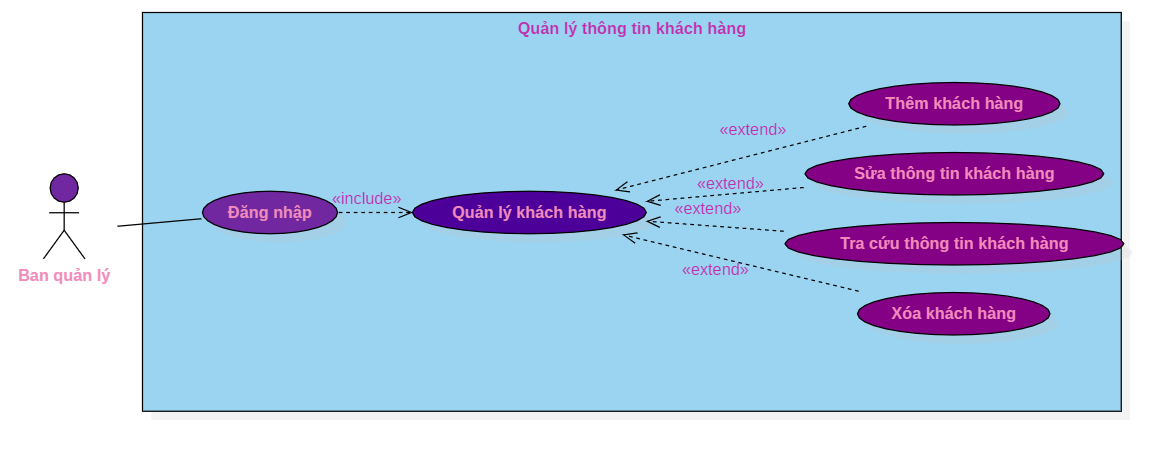 Quản lý thông tin khách hàng
Thêm khách hàng
«extend»
Sửa thông tin khách hàng
«extend»
«include»
«extend»
Đăng nhập
Quản lý khách hàng
Tra cứu thông tin khách hàng
«extend»
Ban quản lý
Xóa khách hàng